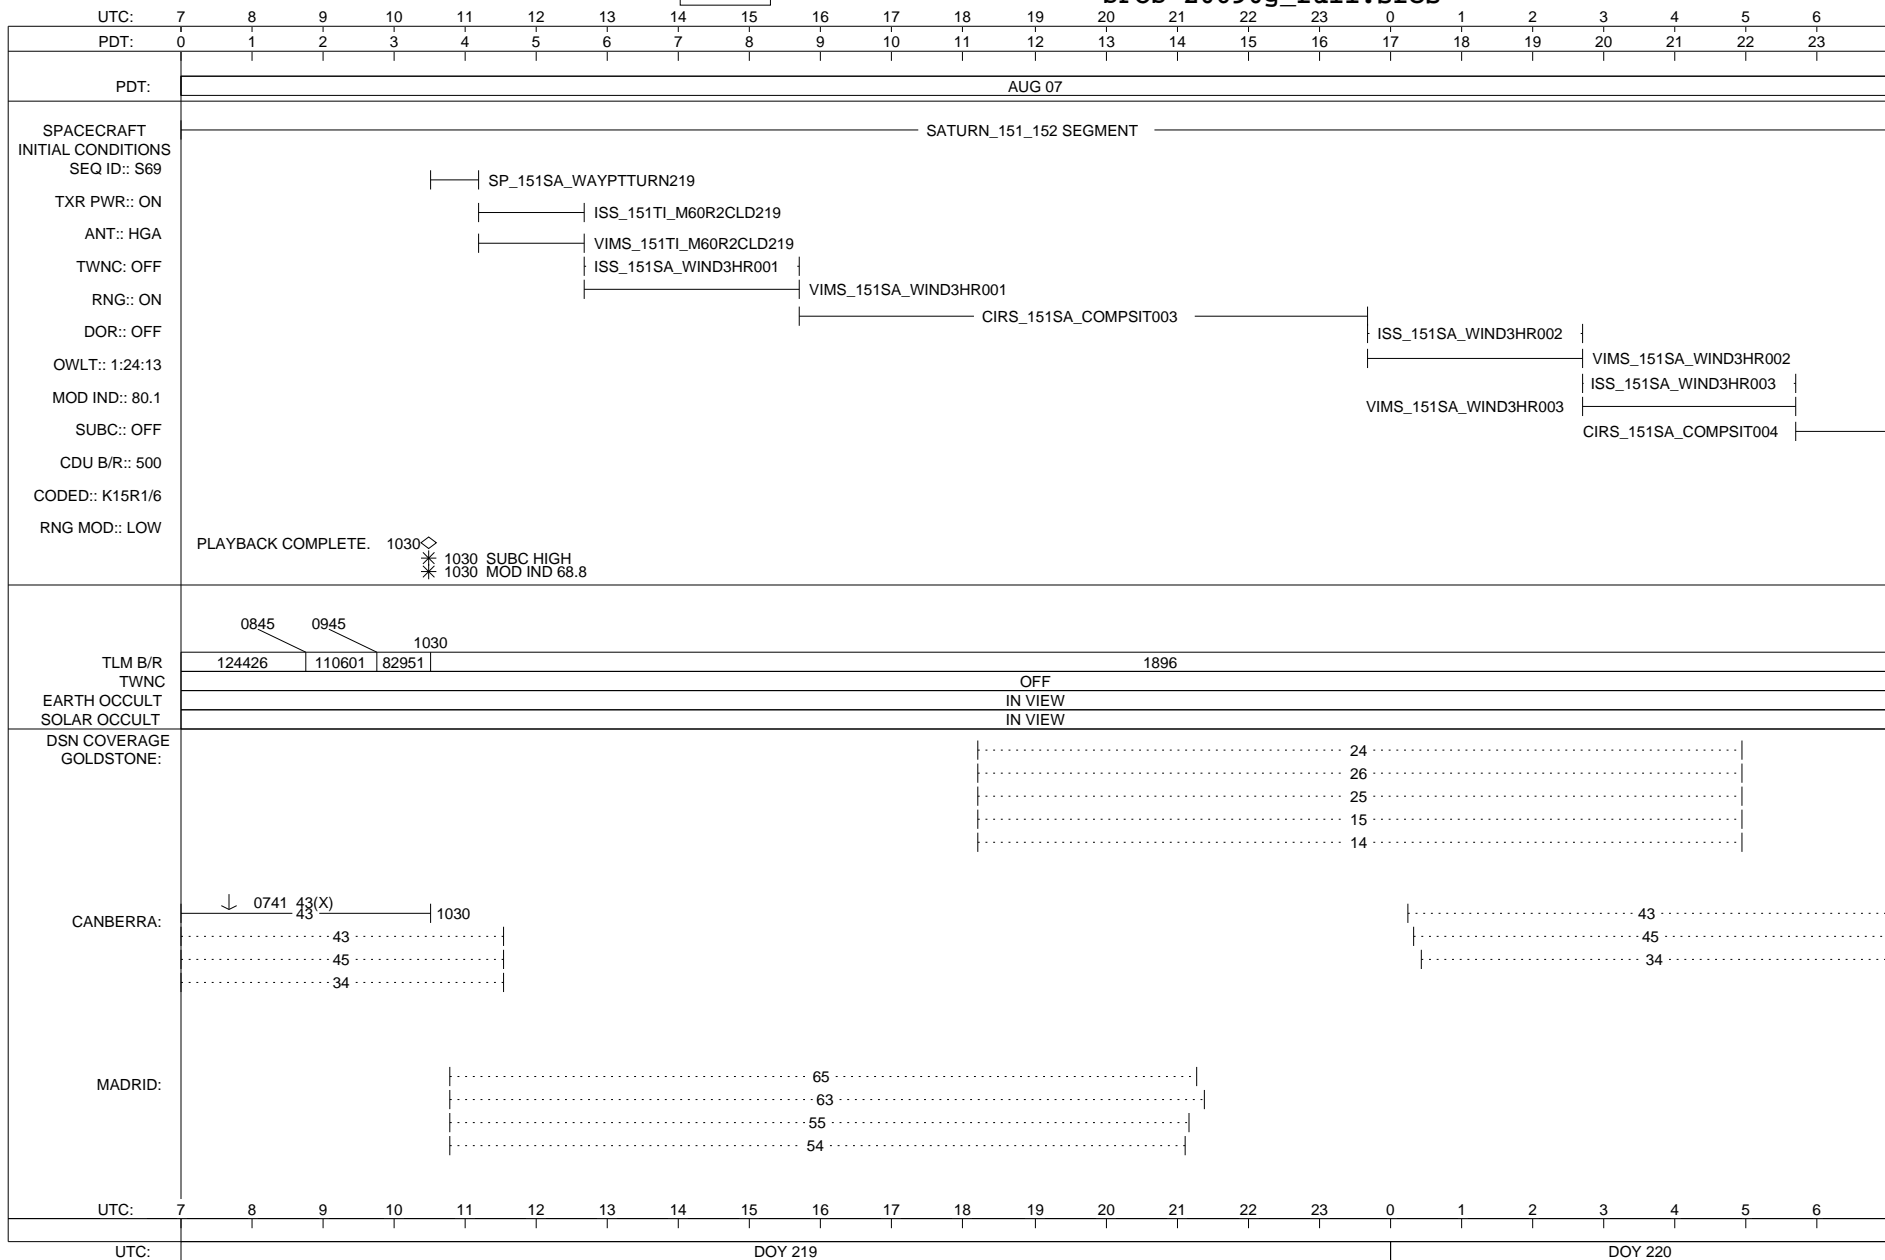 UTC: 7 8 9 10 11 12 13 14 15 16 17 18 19 20 21 22 23 0 1 2 3 4 5 6
PDT: 0 1 2 3 4 5 6 7 8 9 10 11 12 13 14 15 16 17 18 19 20 21 22 23
PDT: AUG 07
SPACECRAFT
INITIAL CONDITIONS
SATURN_151_152 SEGMENT
SEQ ID:: S69
SP_151SA_WAYPTTURN219
TXR PWR:: ON
ISS_151TI_M60R2CLD219
ANT:: HGA
VIMS_151TI_M60R2CLD219
TWNC: OFF
ISS_151SA_WIND3HR001
RNG:: ON
VIMS_151SA_WIND3HR001
CIRS_151SA_COMPSIT003
DOR:: OFF
ISS_151SA_WIND3HR002
OWLT:: 1:24:13
VIMS_151SA_WIND3HR002
ISS_151SA_WIND3HR003
MOD IND:: 80.1
VIMS_151SA_WIND3HR003
SUBC:: OFF
CIRS_151SA_COMPSIT004
CDU B/R:: 500
CODED:: K15R1/6
RNG MOD:: LOW
PLAYBACK COMPLETE. 1030
1030 SUBC HIGH
1030 MOD IND 68.8
0845 0945
1030
TLM B/R 124426 110601 82951 1896
TWNC OFF
EARTH OCCULT IN VIEW
SOLAR OCCULT IN VIEW
DSN COVERAGE
GOLDSTONE:
24
26
25
15
14
CANBERRA:
0741 43(X)
43 1030 43
43 45
45 34
34
MADRID:
65
63
55
54
UTC: 7 8 9 10 11 12 13 14 15 16 17 18 19 20 21 22 23 0 1 2 3 4 5 6
UTC: DOY 219 DOY 220